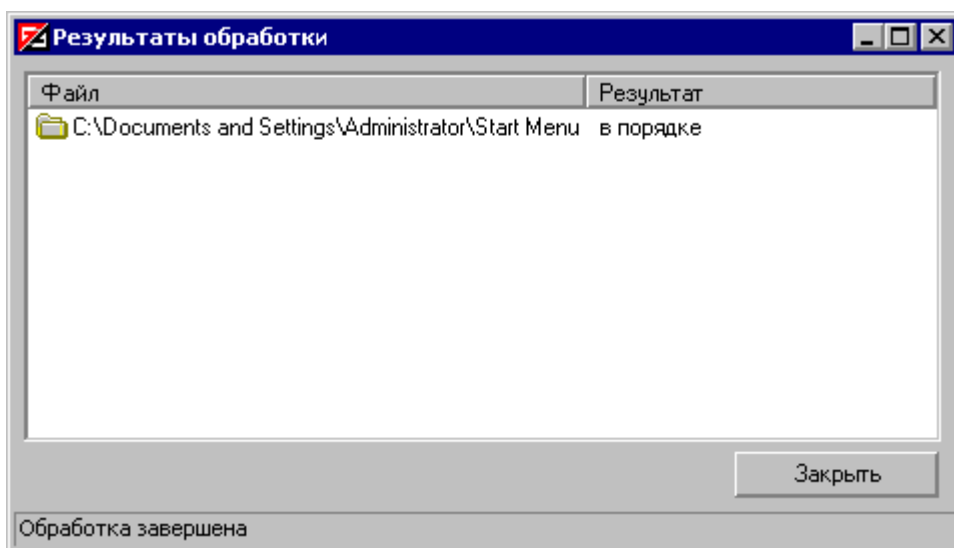 Результаты обработки
Файл Результат
C:\Documents and Settings\Administrator\Start Menu в порядке
Закрыть
Обработка завершена